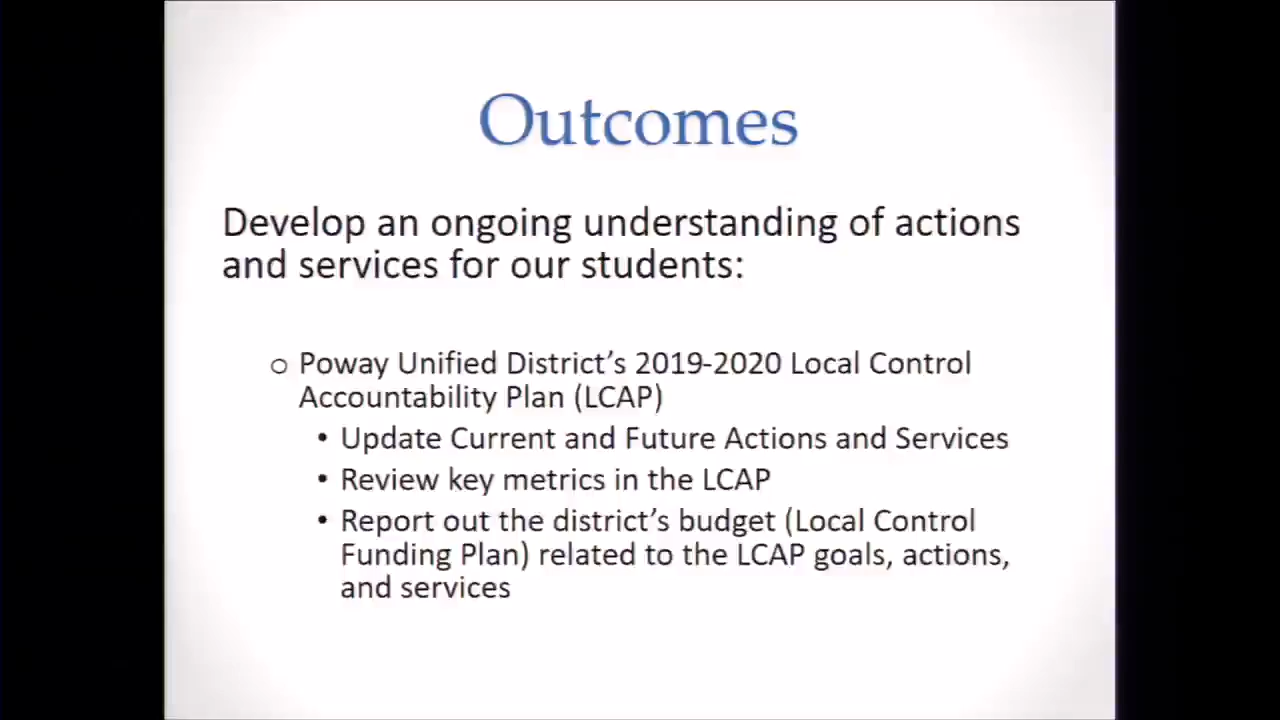 Outcomes
Develop an ongoing understanding of actions
and services for our students:
o Poway Unified District's 2019-2020 Local Control
Accountability Plan (LCAP)
• Update Current and Future Actions and Services
• Review key metrics in the LCAP
• Report out the district's budget (Local Control
Funding Plan) related to the LCAP goals, actions,
and services